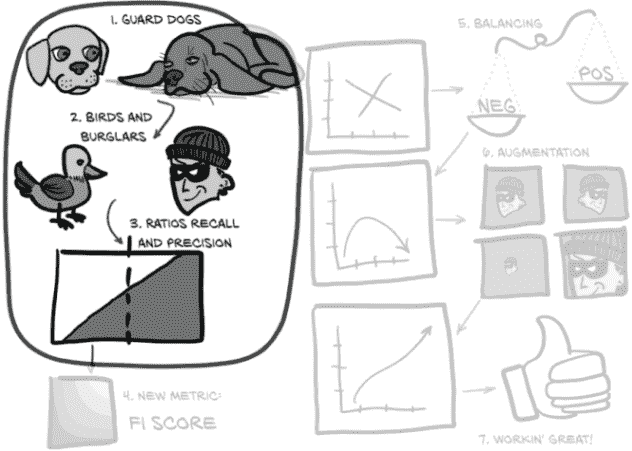 1. GUARD DOGS
2. BIRDS AND
BURGLARS
3. RATIOS RECALL
AND PRECISION
4. NEW METRIC:
F1 SCORE
5. BALANCING
NEG
POS
6. AUGMENTATION
7. WORKIN' GREAT!